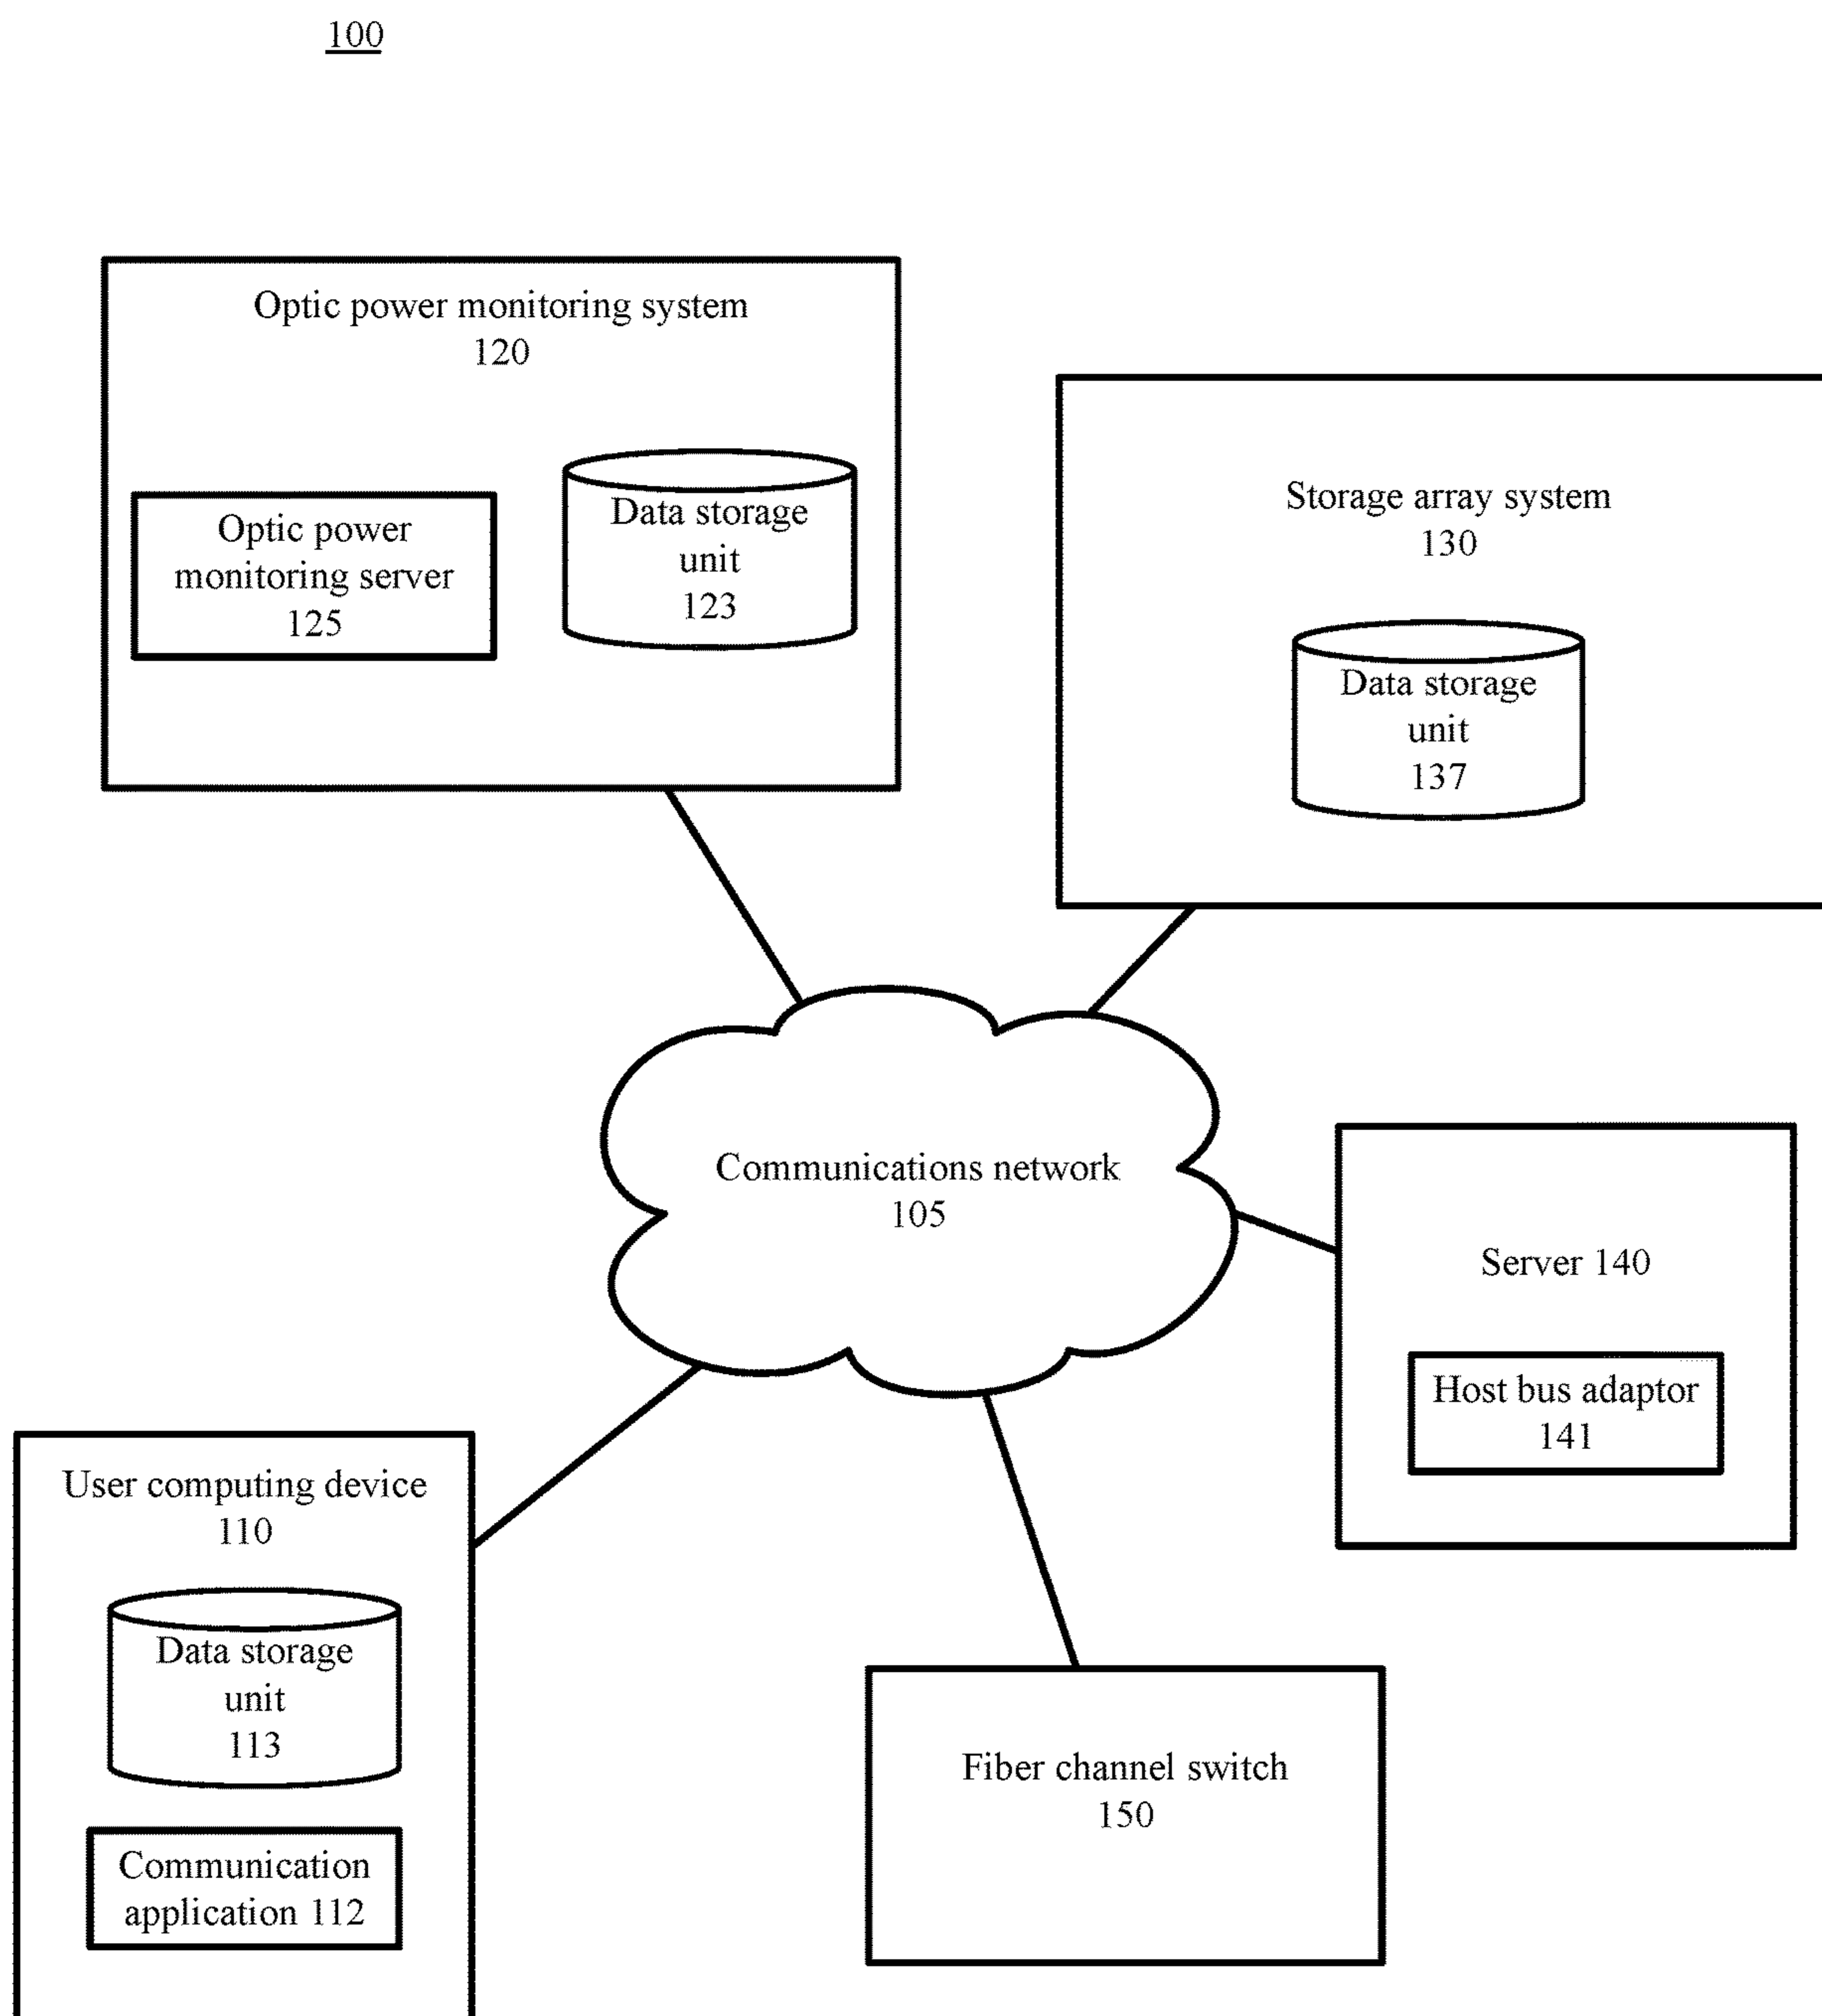 100
Optic power monitoring system
120
Optic power
monitoring server
125
Data storage
unit
123
Storage array system
130
Data storage
unit
137
Communications network
105
Server 140
Host bus adaptor
141
User computing device
110
Data storage
unit
113
Communication
application 112
Fiber channel switch
150